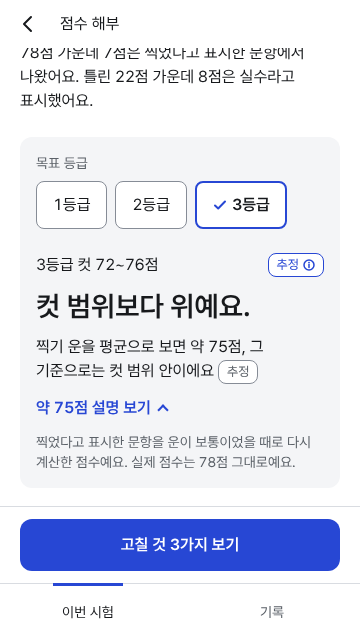 점수 해부
78점 가운데 7점은 찍었다고 표시한 문항에서
나왔어요. 틀린 22점 가운데 8점은 실수라고
표시했어요.
목표 등급
1등급
2등급
3등급
3등급 컷 72~76점
추정
컷 범위보다 위예요.
찍기 운을 평균으로 보면 약 75점, 그
기준으로는 컷 범위 안이에요 추정
약 75점 설명 보기
찍었다고 표시한 문항을 운이 보통이었을 때로 다시
계산한 점수예요. 실제 점수는 78점 그대로예요.
고칠 것 3가지 보기
이번 시험
기록